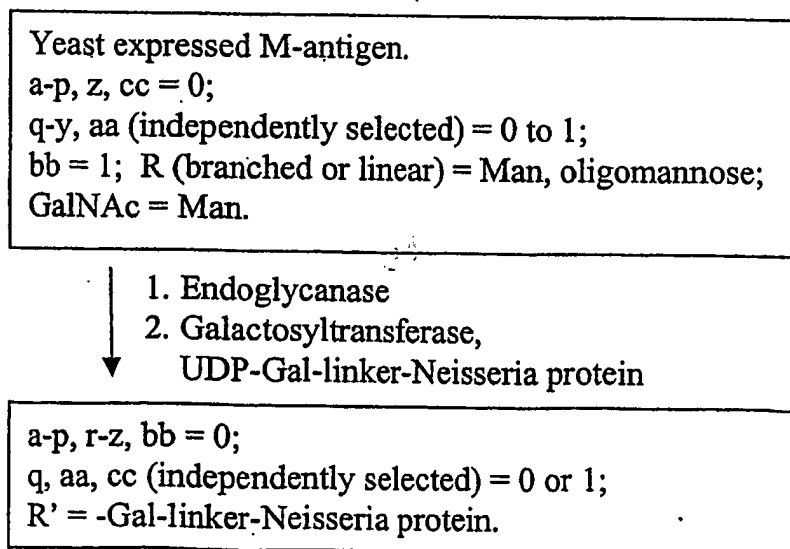 Yeast expressed M-antigen.
a-p, z, cc = 0;
q-y, aa (independently selected) = 0 to 1;
bb = 1; R (branched or linear) = Man, oligomannose;
GalNAc = Man.
1. Endoglycanase
2. Galactosyltransferase,
UDP-Gal-linker-Neisseria protein
a-p, r-z, bb = 0;
q, aa, cc (independently selected) = 0 or 1;
R' = -Gal-linker-Neisseria protein.